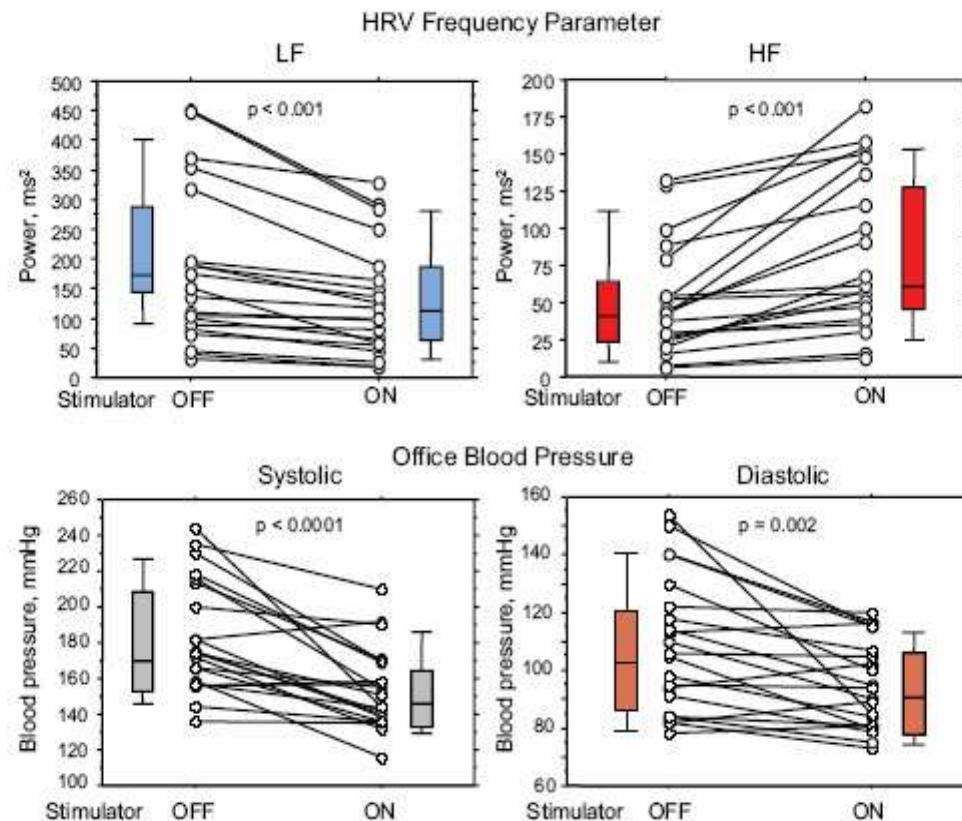 HRV Frequency Parameter
LF
HF
500
450
400
350
300
250
200
150
100
50
0
Power, ms²
p < 0.001
Stimulator OFF ON
200
175
150
125
100
75
50
25
0
Power, ms²
p < 0.001
Stimulator OFF ON
Office Blood Pressure
Systolic
Diastolic
260
240
220
200
180
160
140
120
100
Blood pressure, mmHg
p < 0.0001
Stimulator OFF ON
160
140
120
100
80
60
Blood pressure, mmHg
p = 0.002
Stimulator OFF ON